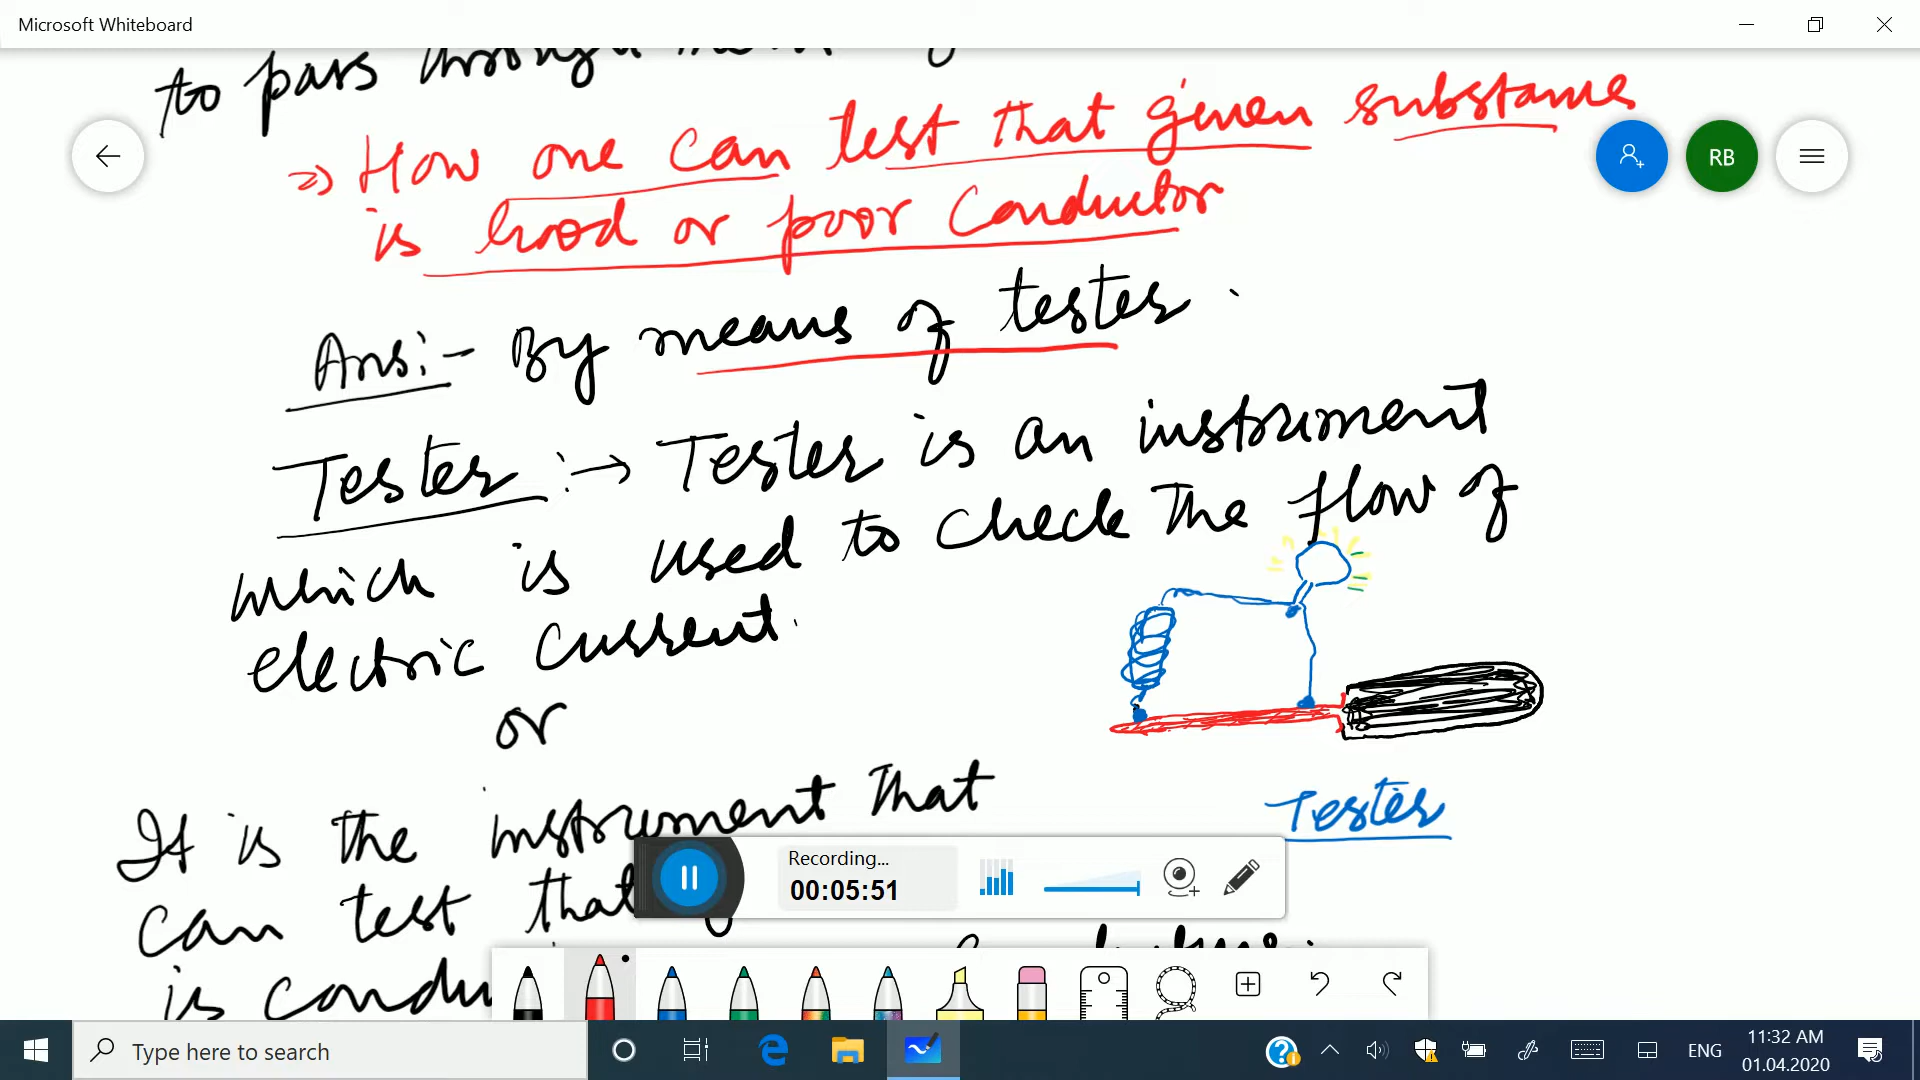 Microsoft Whiteboard
to pass through
⇒ How one can test that given substance
is Good or poor Conductor
RB
Ans:- By means of tester.
Tester :→ Tester is an instrument
which is used to check the flow of
electric current.
or
It is the instrument that
can test that
is condu
Tester
Recording...
00:05:51
Type here to search
ENG
11:32 AM
01.04.2020